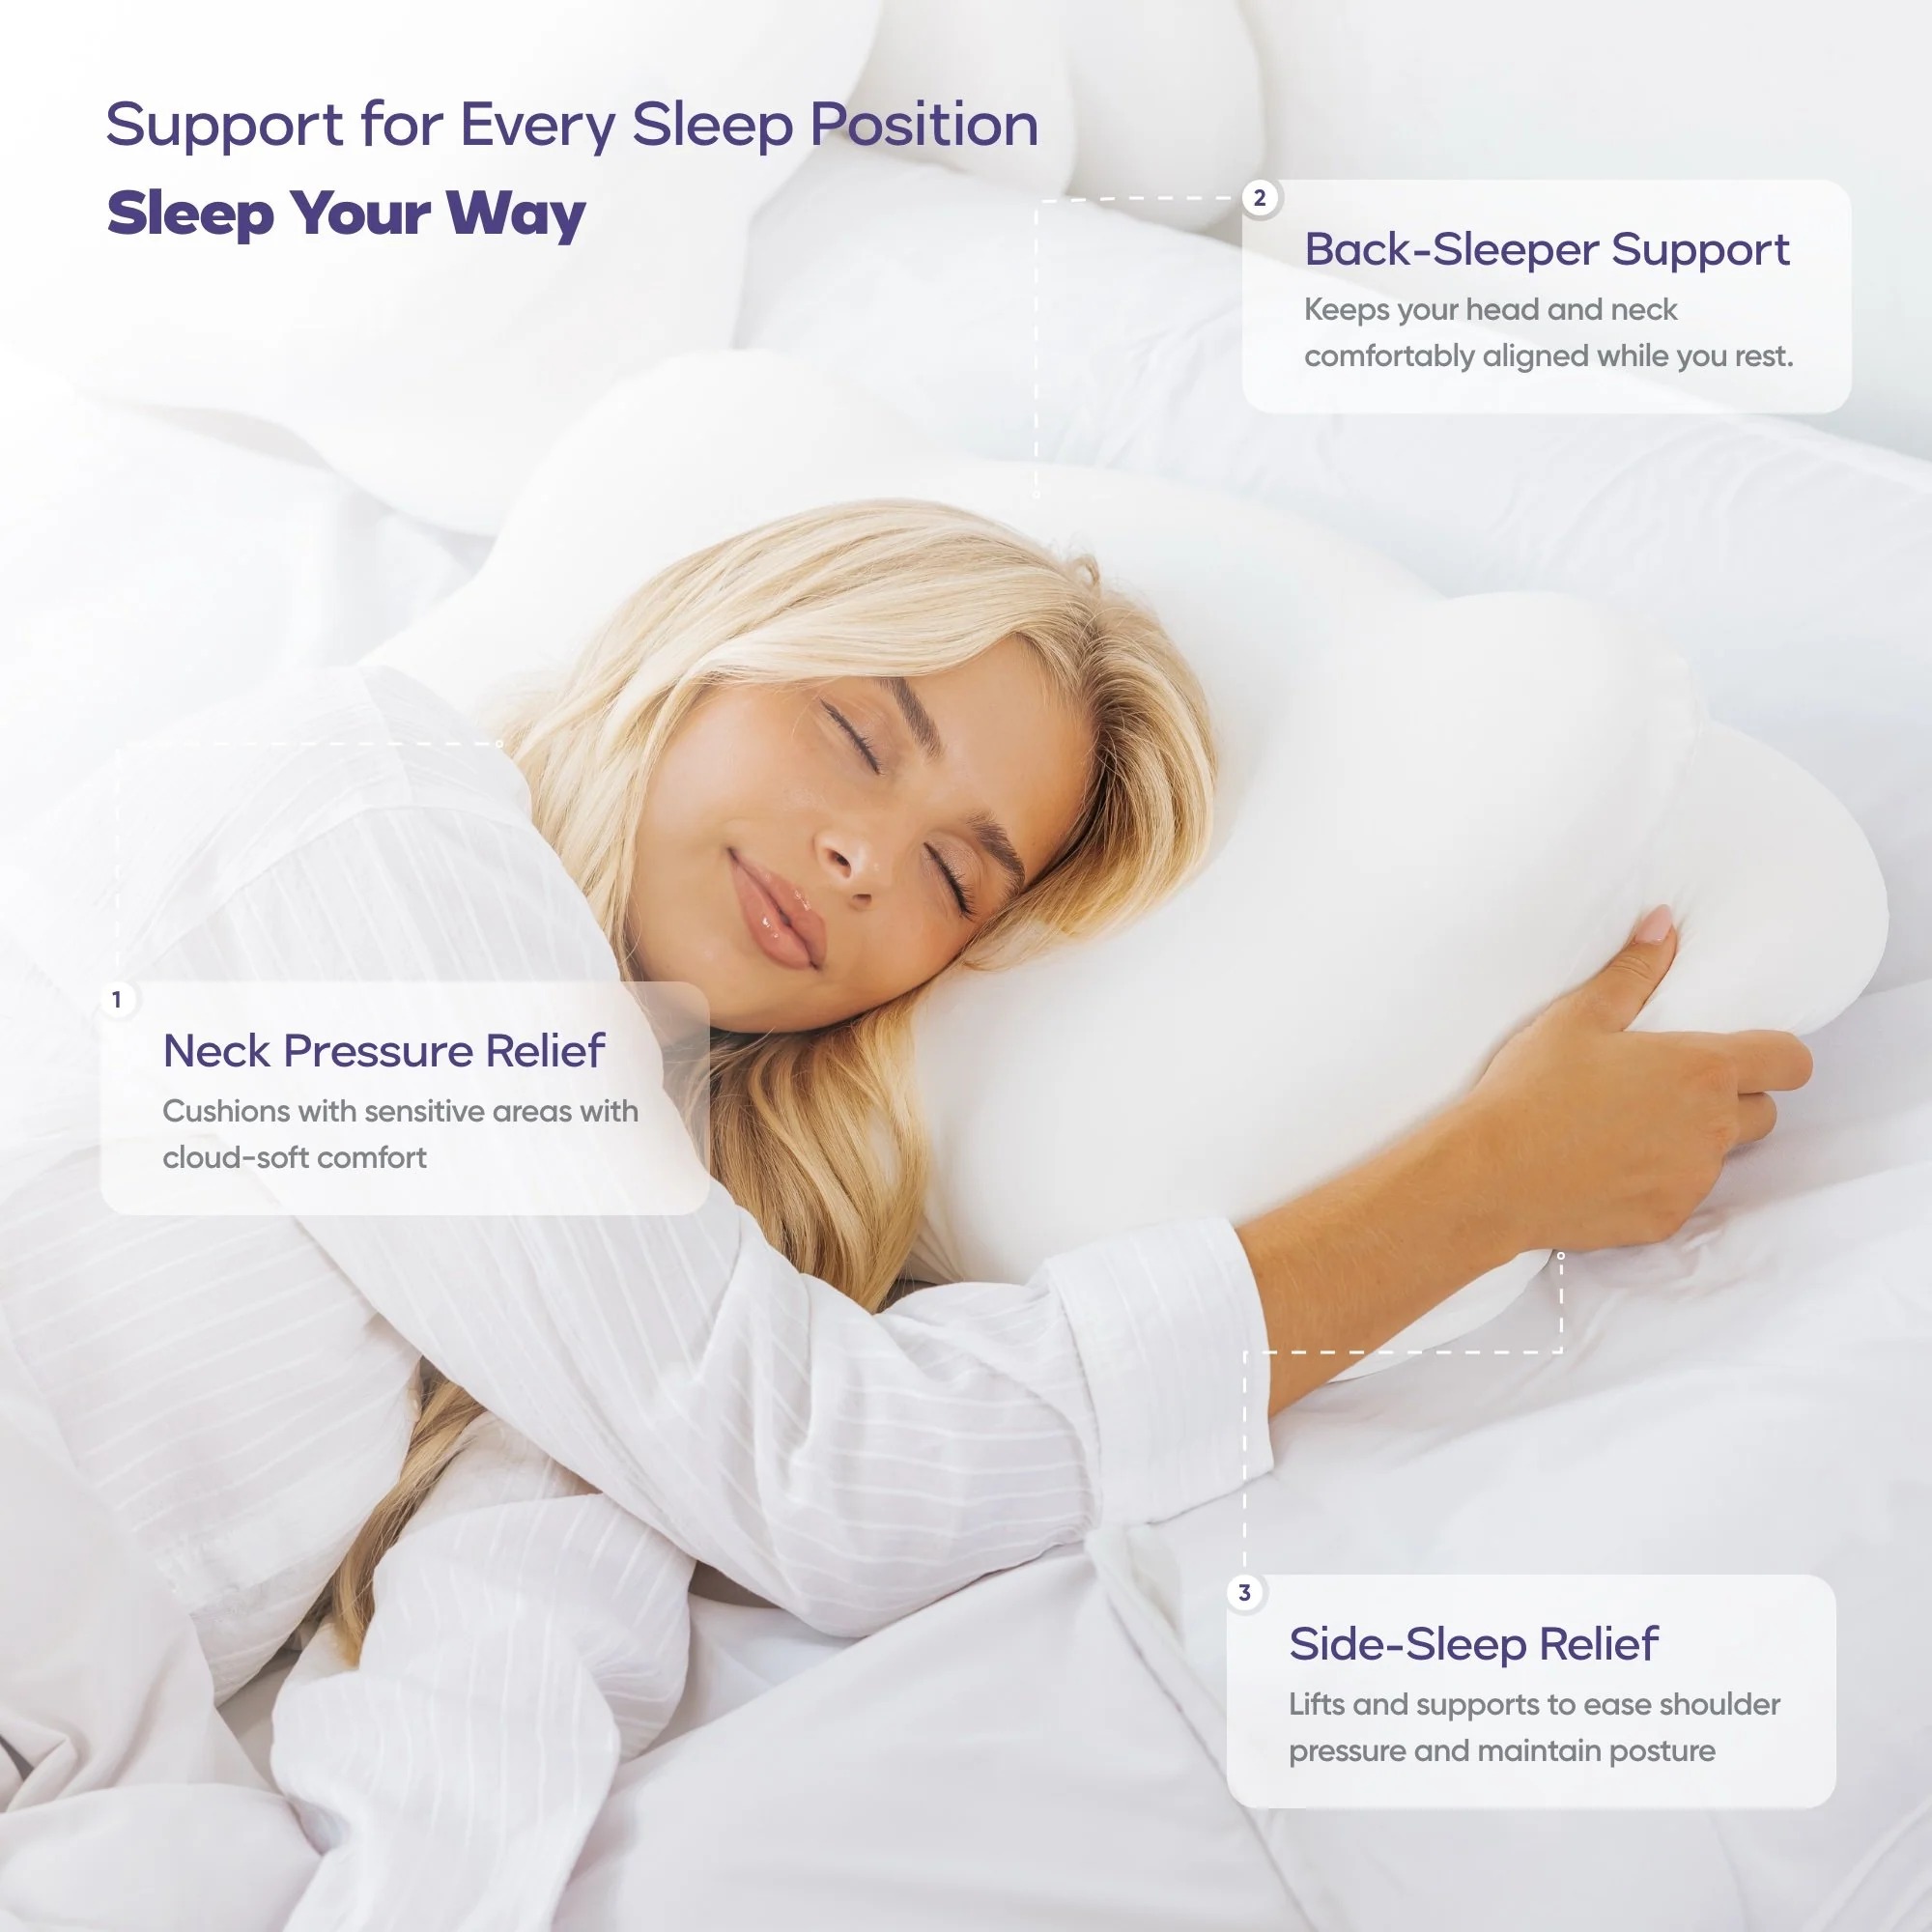 Support for Every Sleep Position
Sleep Your Way
2
Back-Sleeper Support
Keeps your head and neck
comfortably aligned while you rest.
1
Neck Pressure Relief
Cushions with sensitive areas with
cloud-soft comfort
3
Side-Sleep Relief
Lifts and supports to ease shoulder
pressure and maintain posture